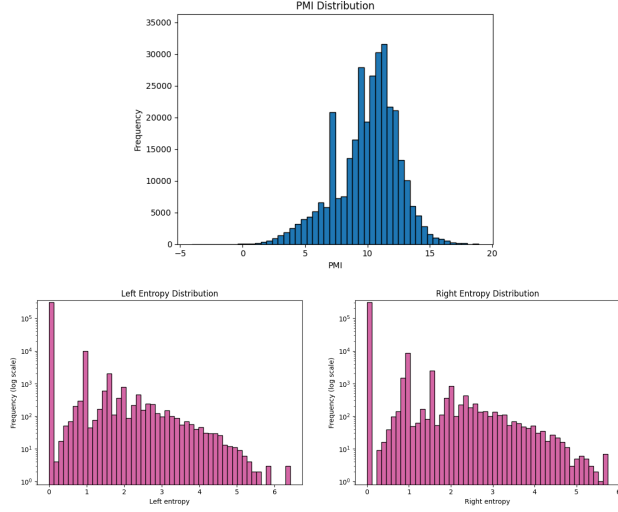 PMI Distribution
35000
30000
25000
20000
15000
10000
5000
0
Frequency
−5 0 5 10 15 20
PMI
Left Entropy Distribution
10⁵
10⁴
10³
10²
10¹
10⁰
Frequency (log scale)
0 1 2 3 4 5 6
Left entropy
Right Entropy Distribution
10⁵
10⁴
10³
10²
10¹
10⁰
Frequency (log scale)
0 1 2 3 4 5 6
Right entropy